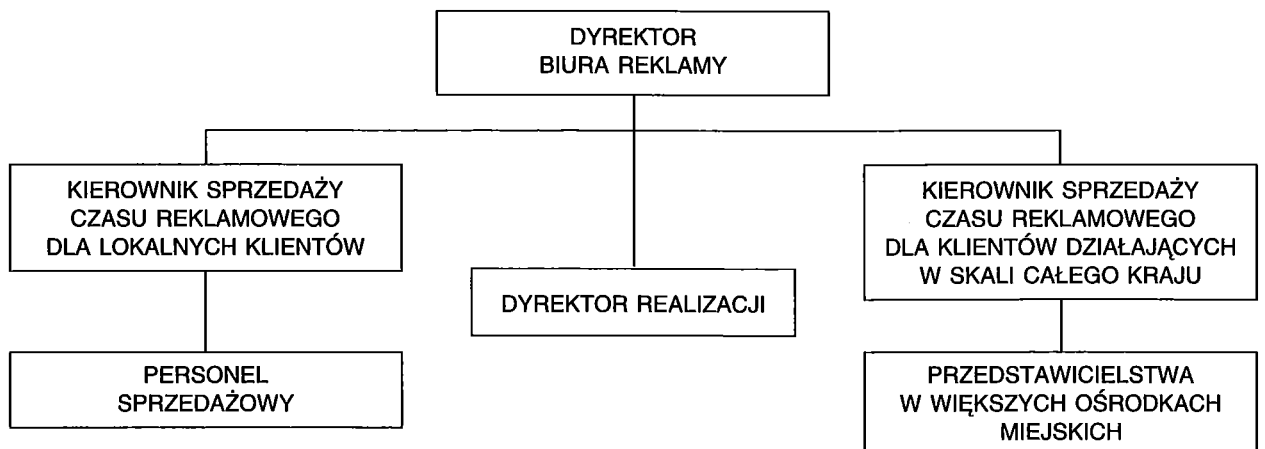 DYREKTOR
BIURA REKLAMY
KIEROWNIK SPRZEDAŻY
CZASU REKLAMOWEGO
DLA LOKALNYCH KLIENTÓW
DYREKTOR REALIZACJI
KIEROWNIK SPRZEDAŻY
CZASU REKLAMOWEGO
DLA KLIENTÓW DZIAŁAJĄCYCH
W SKALI CAŁEGO KRAJU
PERSONEL
SPRZEDAŻOWY
PRZEDSTAWICIELSTWA
W WIĘKSZYCH OŚRODKACH
MIEJSKICH